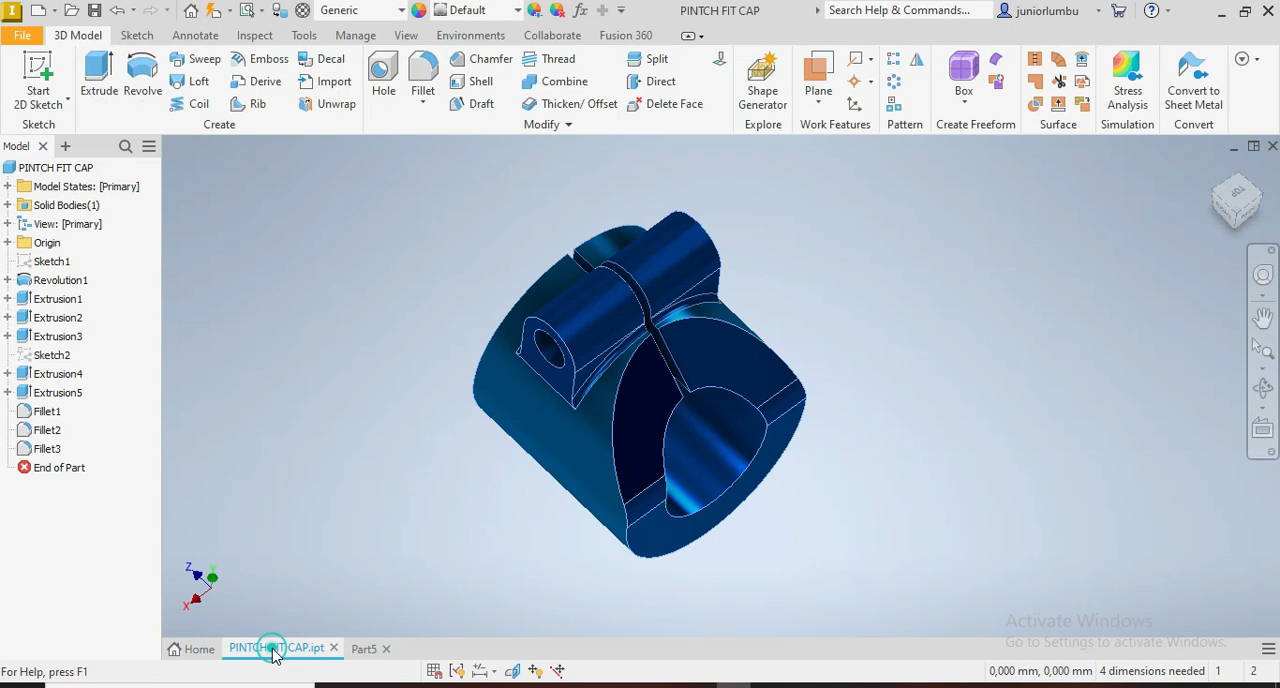 I Generic Default fx PINTCH FIT CAP Search Help & Commands... juniorlumbu
File 3D Model Sketch Annotate Inspect Tools Manage View Environments Collaborate Fusion 360
Start 2D Sketch Extrude Revolve Sweep Loft Coil Emboss Derive Rib Decal Import Unwrap Hole Fillet Chamfer Shell Draft Thread Combine Thicken/ Offset Split Direct Delete Face Shape Generator Plane Box Stress Analysis Convert to Sheet Metal
Sketch Create Modify Explore Work Features Pattern Create Freeform Surface Simulation Convert
Model
PINTCH FIT CAP
Model States: [Primary]
Solid Bodies(1)
View: [Primary]
Origin
Sketch1
Revolution1
Extrusion1
Extrusion2
Extrusion3
Sketch2
Extrusion4
Extrusion5
Fillet1
Fillet2
Fillet3
End of Part
TOP
Z Y
X
Activate Windows
Go to Settings to activate Windows.
Home PINTCH FIT CAP.ipt Part5
For Help, press F1 0,000 mm, 0,000 mm 4 dimensions needed 1 2